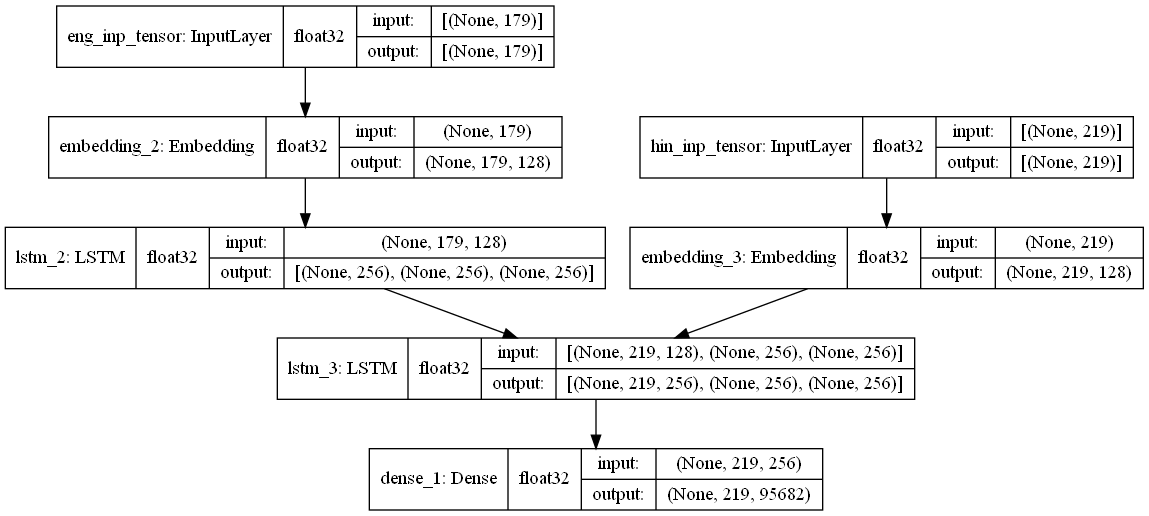 eng_inp_tensor: InputLayer float32 input: [(None, 179)]
output: [(None, 179)]
embedding_2: Embedding float32 input: (None, 179)
output: (None, 179, 128)
hin_inp_tensor: InputLayer float32 input: [(None, 219)]
output: [(None, 219)]
lstm_2: LSTM float32 input: (None, 179, 128)
output: [(None, 256), (None, 256), (None, 256)]
embedding_3: Embedding float32 input: (None, 219)
output: (None, 219, 128)
lstm_3: LSTM float32 input: [(None, 219, 128), (None, 256), (None, 256)]
output: [(None, 219, 256), (None, 256), (None, 256)]
dense_1: Dense float32 input: (None, 219, 256)
output: (None, 219, 95682)